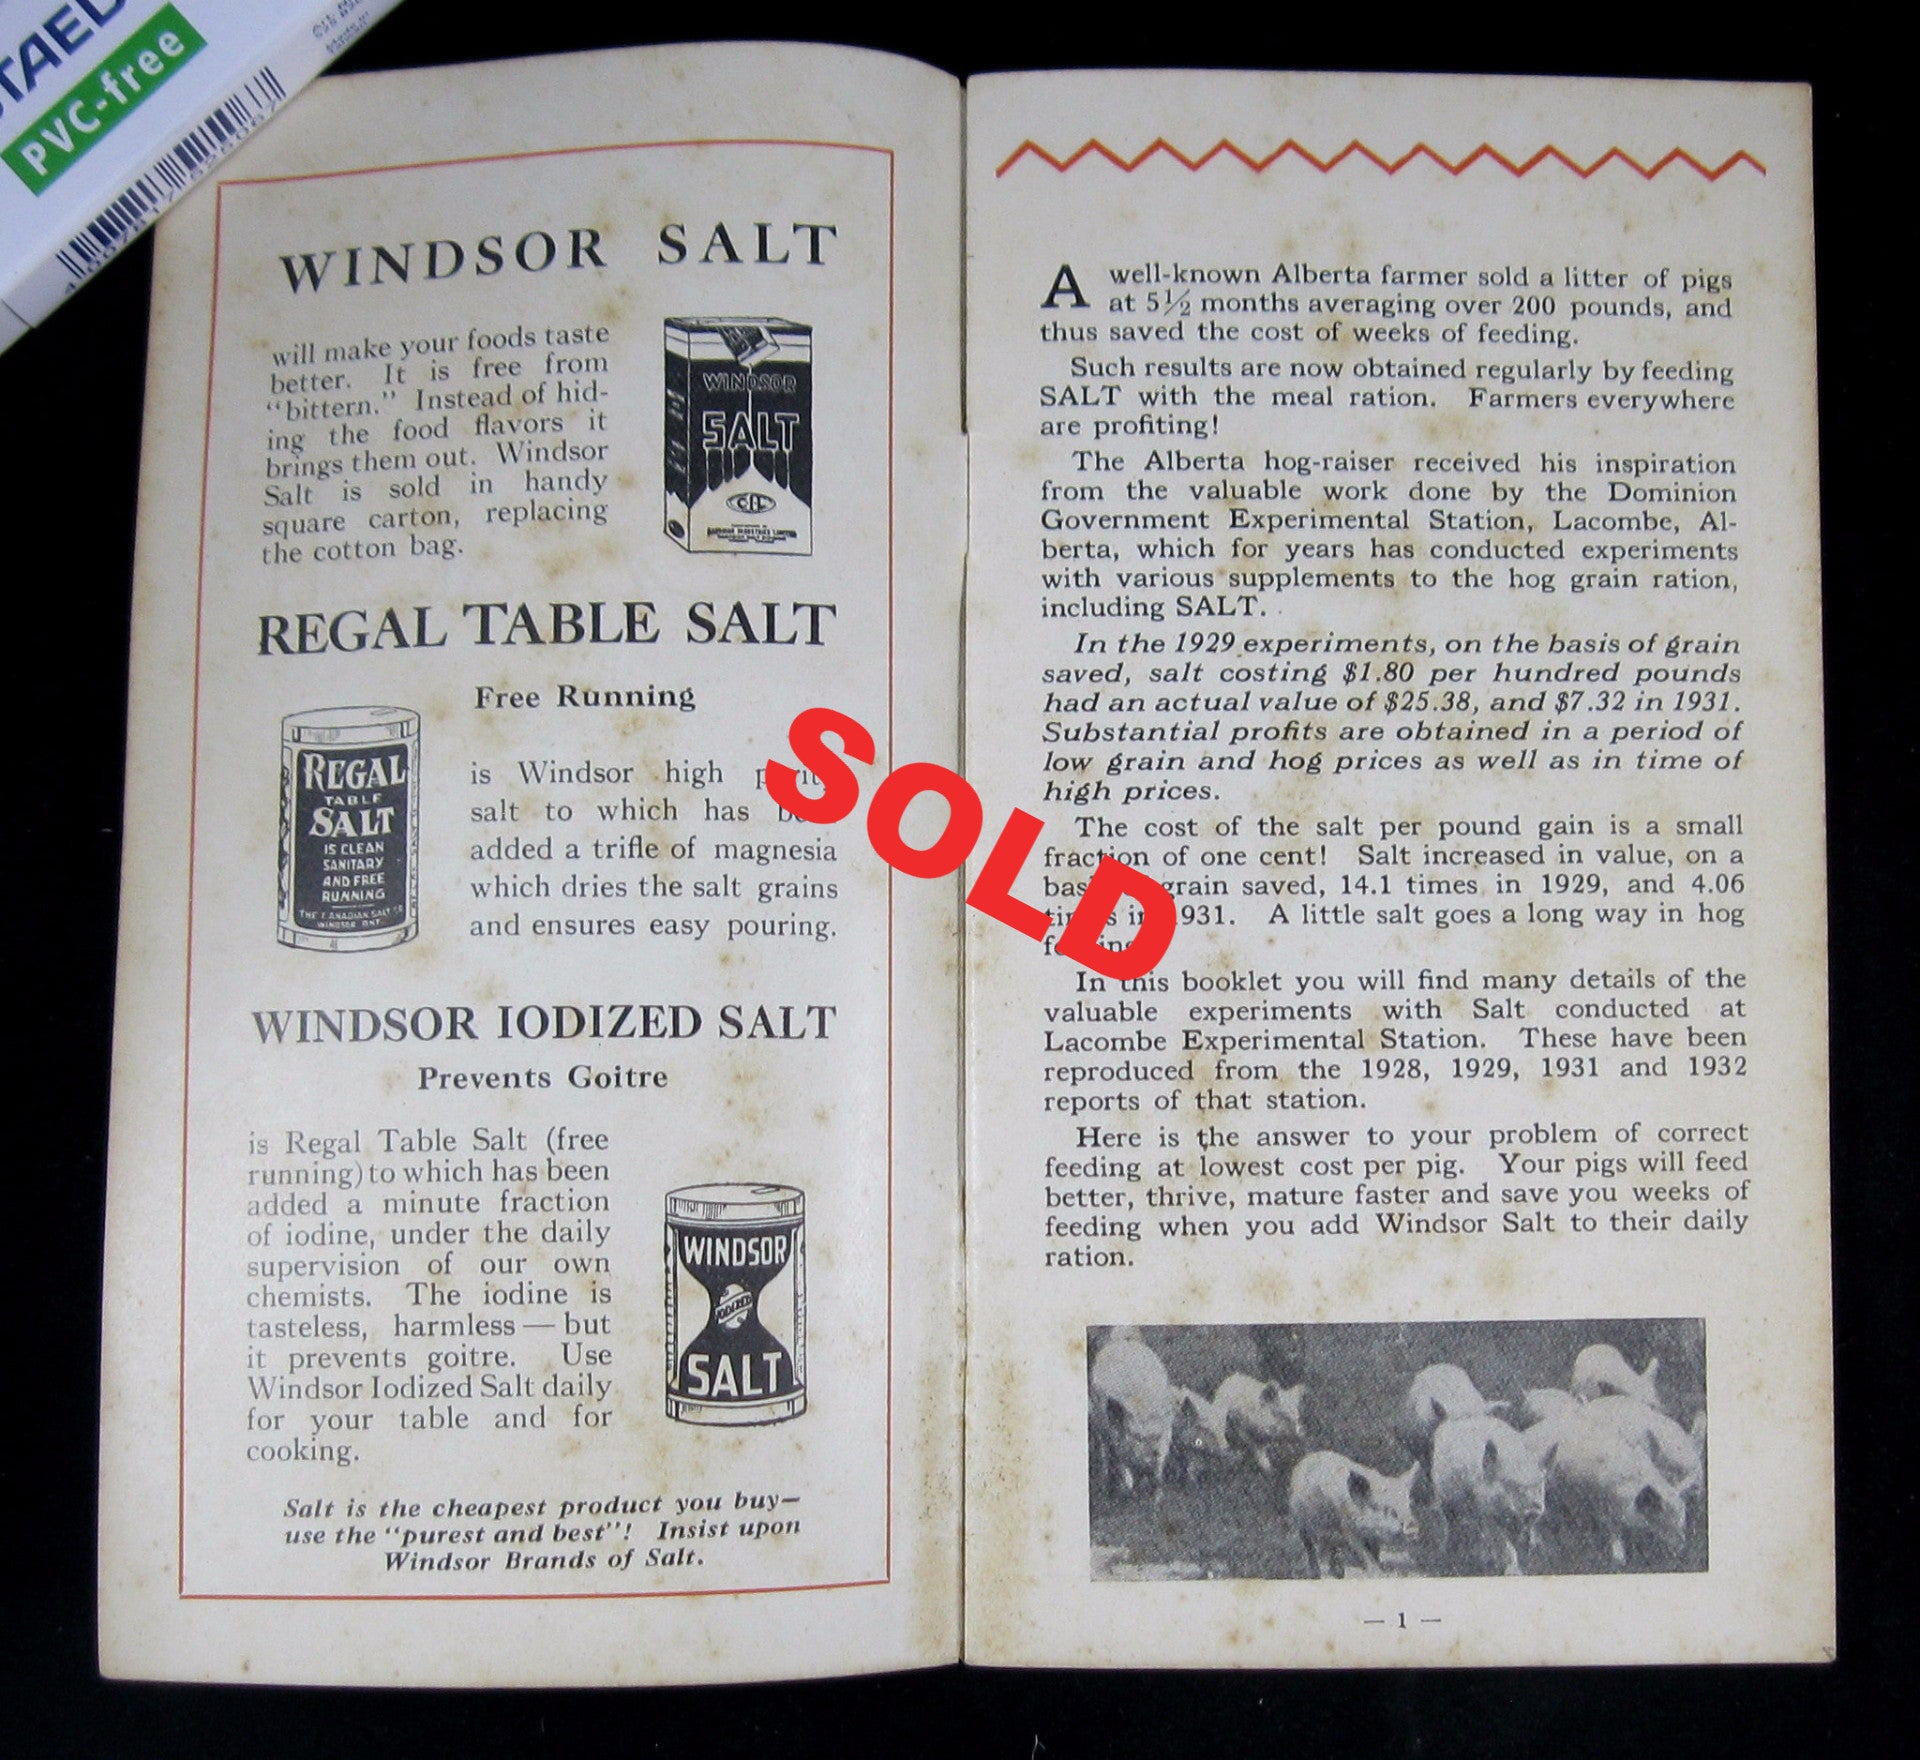 PVC-free
WINDSOR SALT
will make your foods taste
better. It is free from
“bittern.” Instead of hid-
ing the food flavors it
brings them out. Windsor
Salt is sold in handy
square carton, replacing
the cotton bag.
WINDSOR
SALT
REGAL TABLE SALT
Free Running
REGAL
TABLE
SALT
IS CLEAN
SANITARY
AND FREE
RUNNING
THE CANADIAN SALT CO
WINDSOR ONT.
is Windsor high
salt to which has
added a trifle of magnesia
which dries the salt grains
and ensures easy pouring.
WINDSOR IODIZED SALT
Prevents Goitre
is Regal Table Salt (free
running) to which has been
added a minute fraction
of iodine, under the daily
supervision of our own
chemists. The iodine is
tasteless, harmless — but
it prevents goitre. Use
Windsor Iodized Salt daily
for your table and for
cooking.
WINDSOR
IODIZED
SALT
Salt is the cheapest product you buy—
use the “purest and best”! Insist upon
Windsor Brands of Salt.
SOLD
A well-known Alberta farmer sold a litter of pigs
at 5½ months averaging over 200 pounds, and
thus saved the cost of weeks of feeding.
Such results are now obtained regularly by feeding
SALT with the meal ration. Farmers everywhere
are profiting!
The Alberta hog-raiser received his inspiration
from the valuable work done by the Dominion
Government Experimental Station, Lacombe, Al-
berta, which for years has conducted experiments
with various supplements to the hog grain ration,
including SALT.
In the 1929 experiments, on the basis of grain
saved, salt costing $1.80 per hundred pounds
had an actual value of $25.38, and $7.32 in 1931.
Substantial profits are obtained in a period of
low grain and hog prices as well as in time of
high prices.
The cost of the salt per pound gain is a small
fraction of one cent! Salt increased in value, on a
grain saved, 14.1 times in 1929, and 4.06
in 1931. A little salt goes a long way in hog
In this booklet you will find many details of the
valuable experiments with Salt conducted at
Lacombe Experimental Station. These have been
reproduced from the 1928, 1929, 1931 and 1932
reports of that station.
Here is the answer to your problem of correct
feeding at lowest cost per pig. Your pigs will feed
better, thrive, mature faster and save you weeks of
feeding when you add Windsor Salt to their daily
ration.
— 1 —